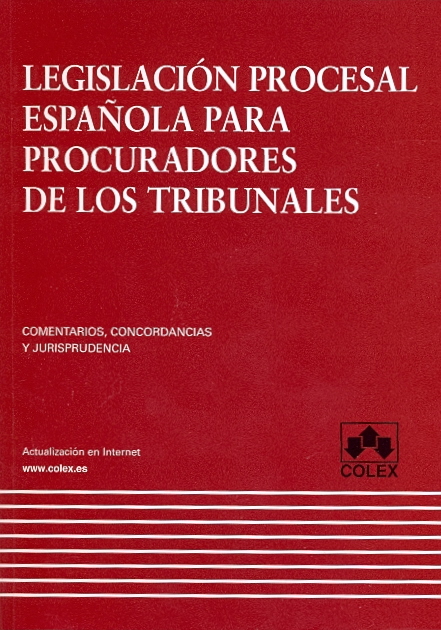 LEGISLACIÓN PROCESAL
ESPAÑOLA PARA
PROCURADORES
DE LOS TRIBUNALES
COMENTARIOS, CONCORDANCIAS
Y JURISPRUDENCIA
Actualización en Internet
www.colex.es
COLEX